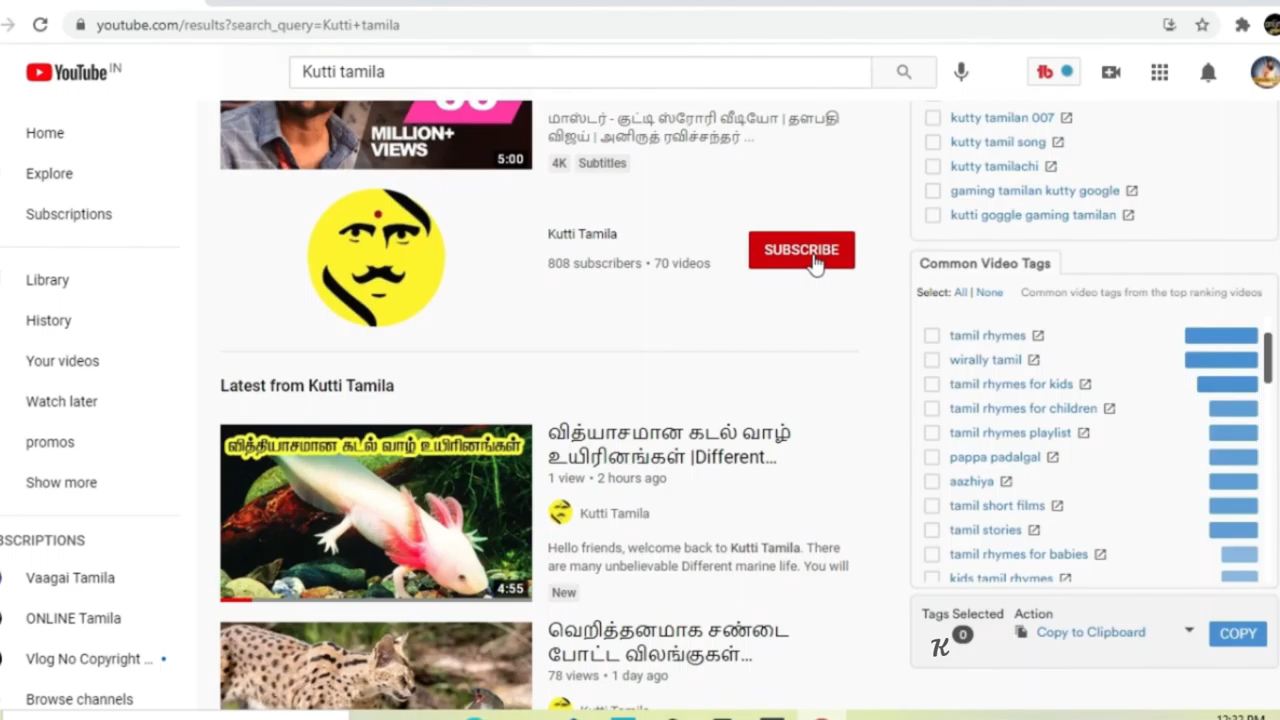 youtube.com/results?search_query=Kutti+tamila
YouTube IN
Kutti tamila
Home
Explore
Subscriptions
Library
History
Your videos
Watch later
promos
Show more
BSCRIPTIONS
Vaagai Tamila
ONLINE Tamila
Vlog No Copyright ...
Browse channels
MILLION+
VIEWS
5:00
மாஸ்டர் - குட்டி ஸ்ரோரி வீடியோ | தளபதி
விஜய் | அனிருத் ரவிச்சந்தர் ...
4K Subtitles
Kutti Tamila
808 subscribers • 70 videos
SUBSCRIBE
Latest from Kutti Tamila
வித்தியாசமான கடல் வாழ் உயிரினங்கள்
4:55
வித்யாசமான கடல் வாழ்
உயிரினங்கள் |Different...
1 view • 2 hours ago
Kutti Tamila
Hello friends, welcome back to Kutti Tamila. There
are many unbelievable Different marine life. You will
New
வெறித்தனமாக சண்டை
போட்ட விலங்குகள்...
78 views • 1 day ago
Kutti Tamila
kutty tamilan 007
kutty tamil song
kutty tamilachi
gaming tamilan kutty google
kutti goggle gaming tamilan
Common Video Tags
Select: All | None Common video tags from the top ranking videos
tamil rhymes
wirally tamil
tamil rhymes for kids
tamil rhymes for children
tamil rhymes playlist
pappa padalgal
aazhiya
tamil short films
tamil stories
tamil rhymes for babies
kids tamil rhymes
Tags Selected Action
0 Copy to Clipboard COPY
K
12:22 PM